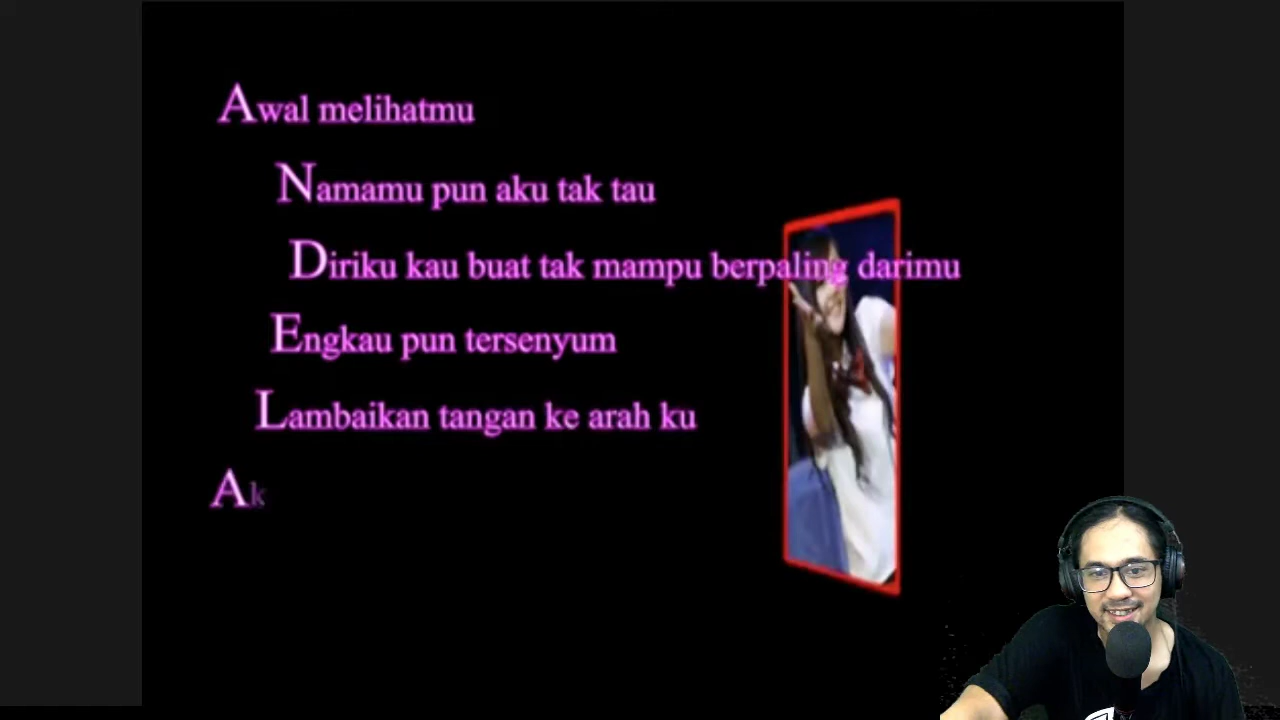 Awal melihatmu
Namamu pun aku tak tau
Diriku kau buat tak mampu berpaling darimu
Engkau pun tersenyum
Lambaikan tangan ke arah ku
Ak